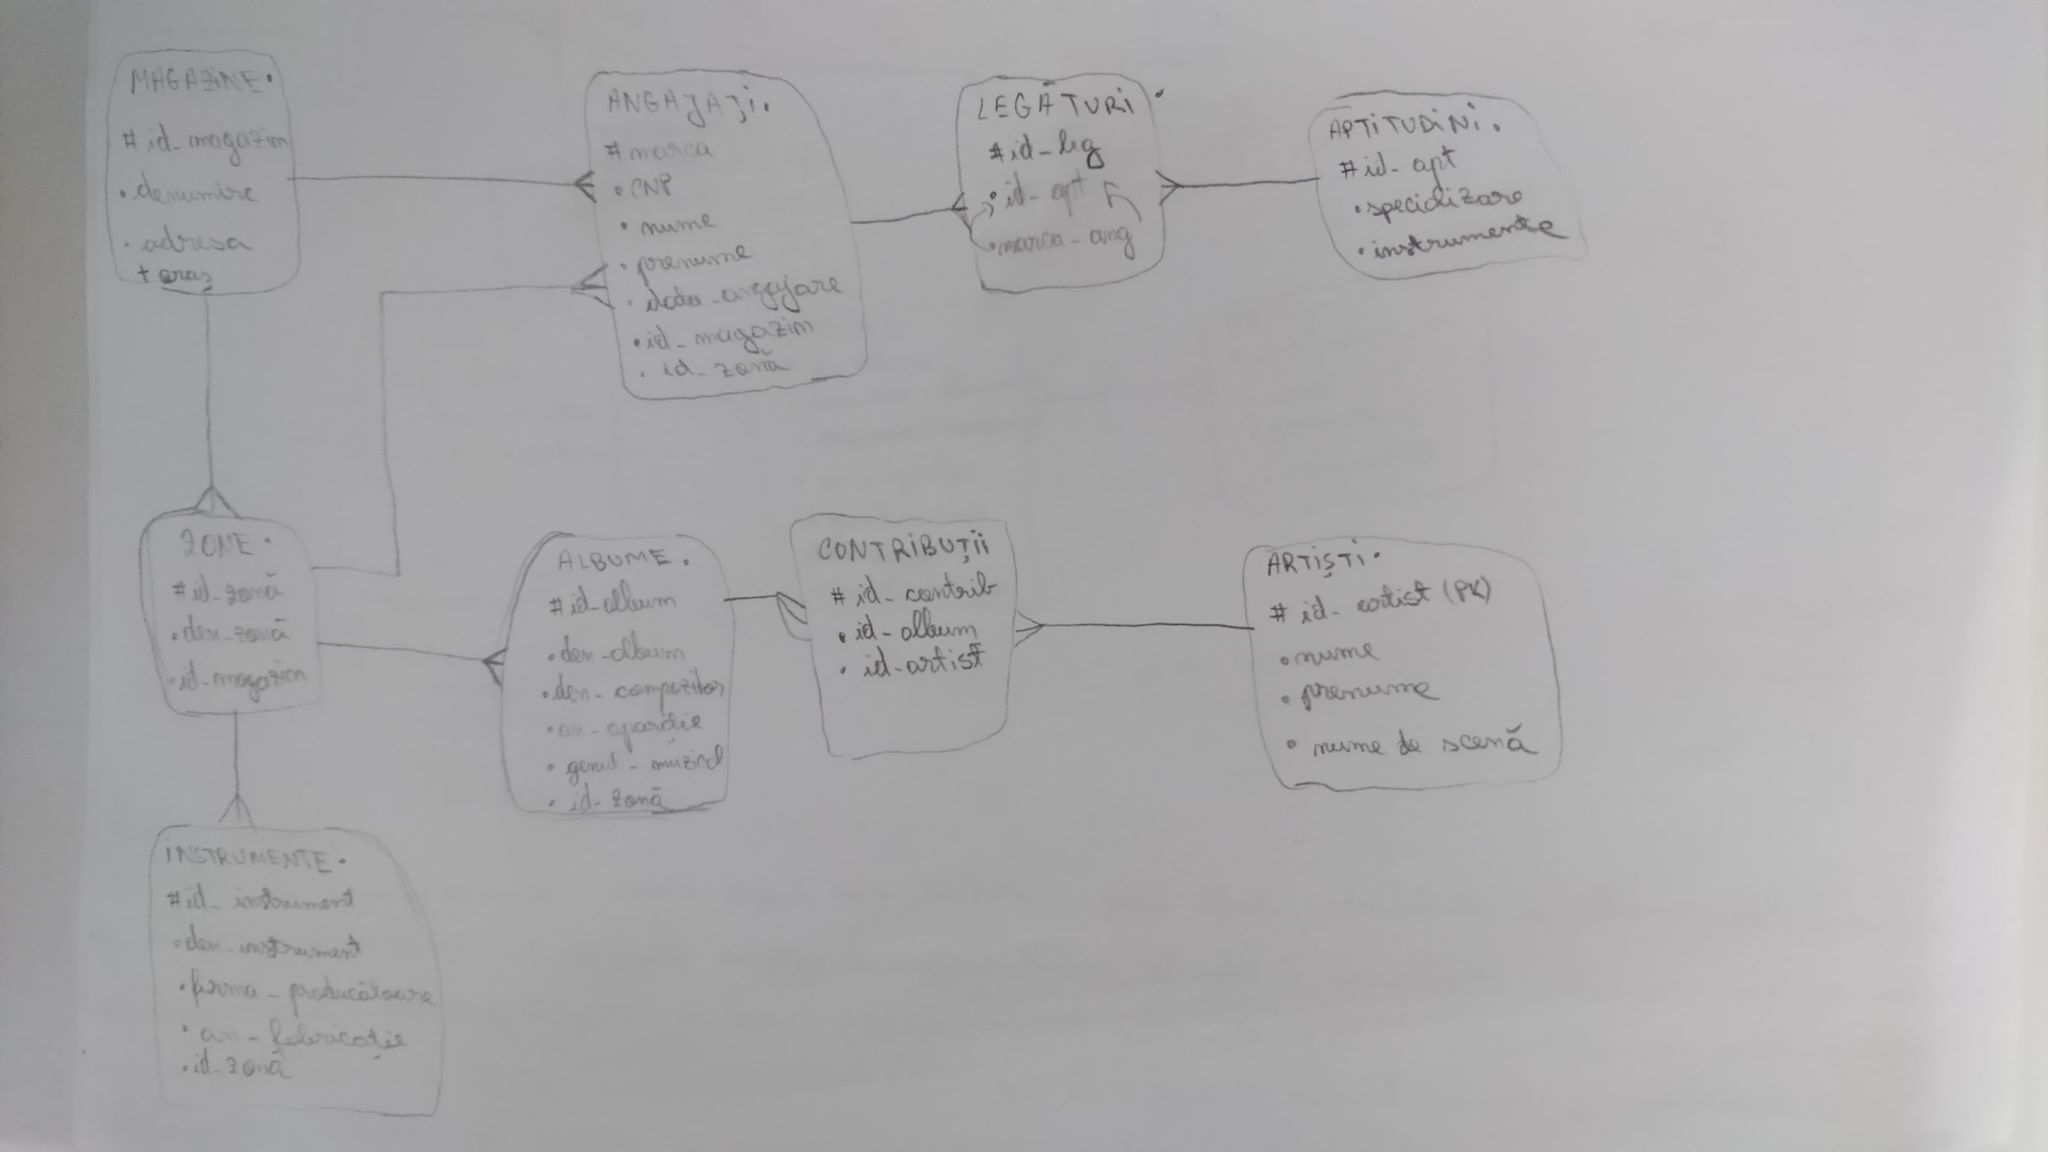 MAGAZINE.
# id_magazin
. denumire
. adresa
+ oraș
ANGAJAȚi.
# marca
. CNP
. nume
. prenume
. data_angajare
. id_magazin
. id_zonă
LEGĂTURi.
# id_leg
. id_apt
. marca_ang
APTiTUDiNi.
# id_apt
. specializare
. instrumente
ZONE.
# id_zonă
. den_zonă
. id_magazin
ALBUME.
# id_album
. den_album
. den_compozitor
. an_apariție
. genul_muzical
. id_zonă
CONTRiBUȚii
# id_contrib
. id_album
. id_artist
ARTiȘTi.
# id_artist (PK)
. nume
. prenume
. nume de scenă
INSTRUMENTE.
# id_instrument
. den_instrument
. firma_producătoare
. an_fabricație
. id_zonă